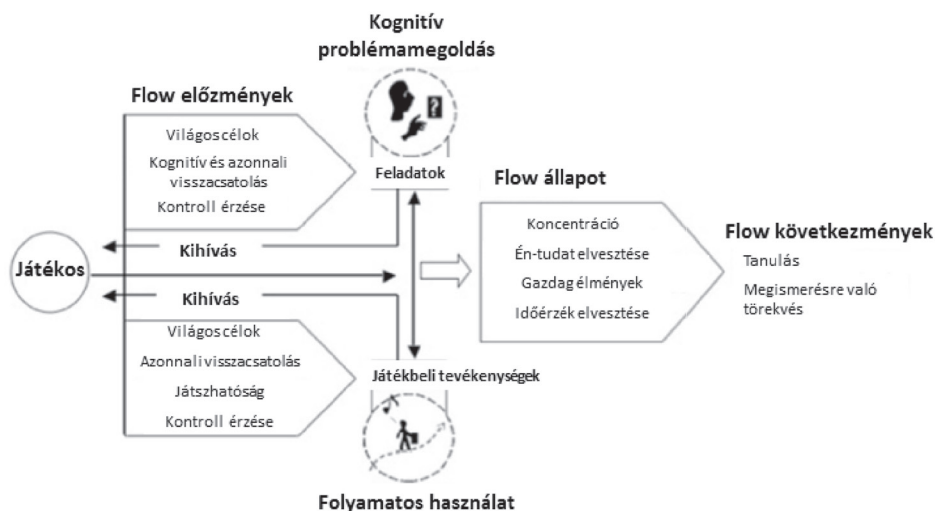 Kognitív
problémamegoldás
Flow előzmények
Világos célok
Kognitív és azonnali
visszacsatolás
Kontroll érzése
?
Feladatok
Kihívás
Játékos
Kihívás
Világos célok
Azonnali visszacsatolás
Játszhatóság
Kontroll érzése
Játékbeli tevékenységek
Folyamatos használat
Flow állapot
Koncentráció
Én-tudat elvesztése
Gazdag élmények
Időérzék elvesztése
Flow következmények
Tanulás
Megismerésre való
törekvés